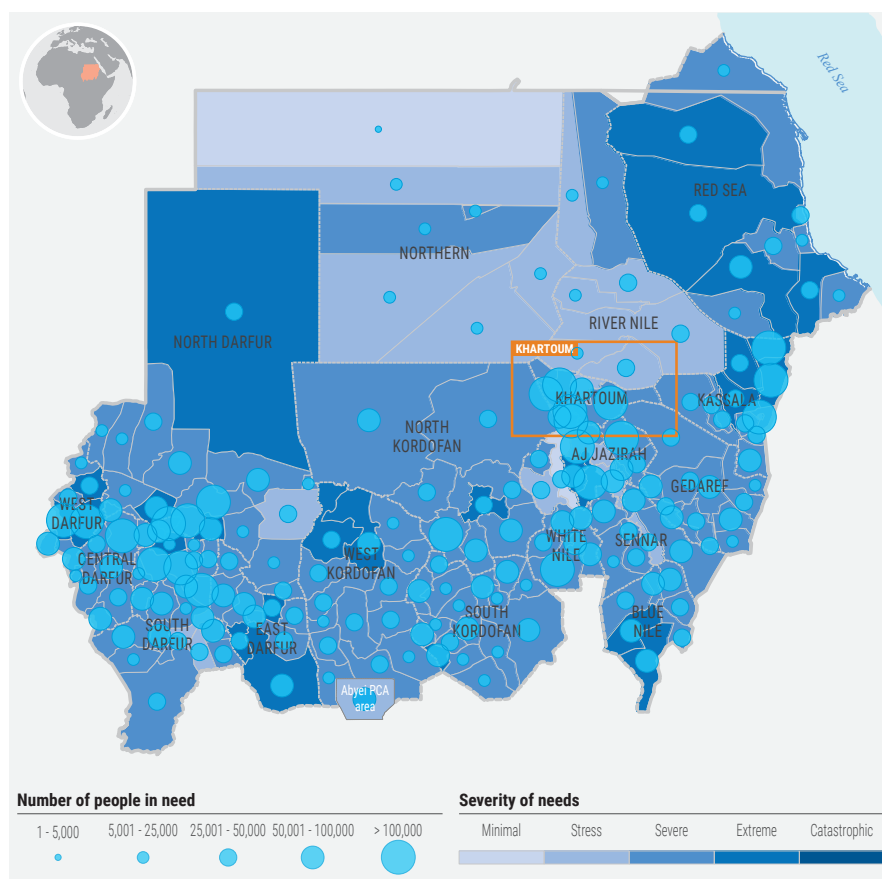 Red Sea
RED SEA
NORTHERN
RIVER NILE
NORTH DARFUR
KHARTOUM
KHARTOUM
KASSALA
NORTH
KORDOFAN
AJ JAZIRAH
GEDAREF
WEST
DARFUR
WHITE
NILE
SENNAR
WEST
KORDOFAN
CENTRAL
DARFUR
SOUTH
KORDOFAN
BLUE
NILE
SOUTH
DARFUR
EAST
DARFUR
Abyei PCA
area
Number of people in need
1 - 5,000
5,001 - 25,000
25,001 - 50,000
50,001 - 100,000
> 100,000
Severity of needs
Minimal
Stress
Severe
Extreme
Catastrophic